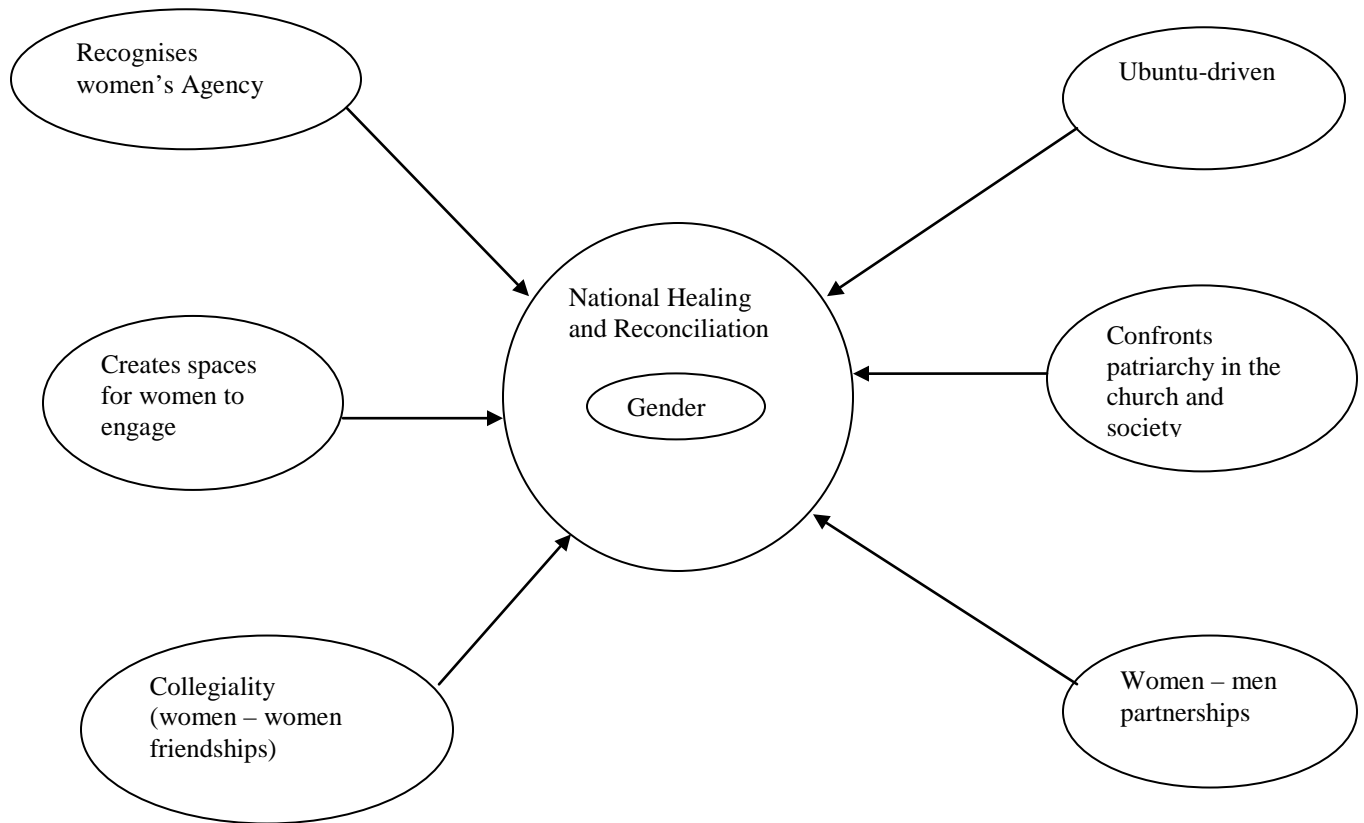 Recognises
women’s Agency
Ubuntu-driven
National Healing
and Reconciliation
Gender
Creates spaces
for women to
engage
Confronts
patriarchy in the
church and
society
Collegiality
(women – women
friendships)
Women – men
partnerships